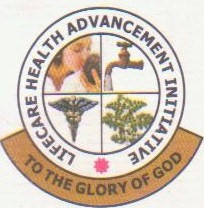 LIFECARE HEALTH ADVANCEMENT INITIATIVE
TO THE GLORY OF GOD